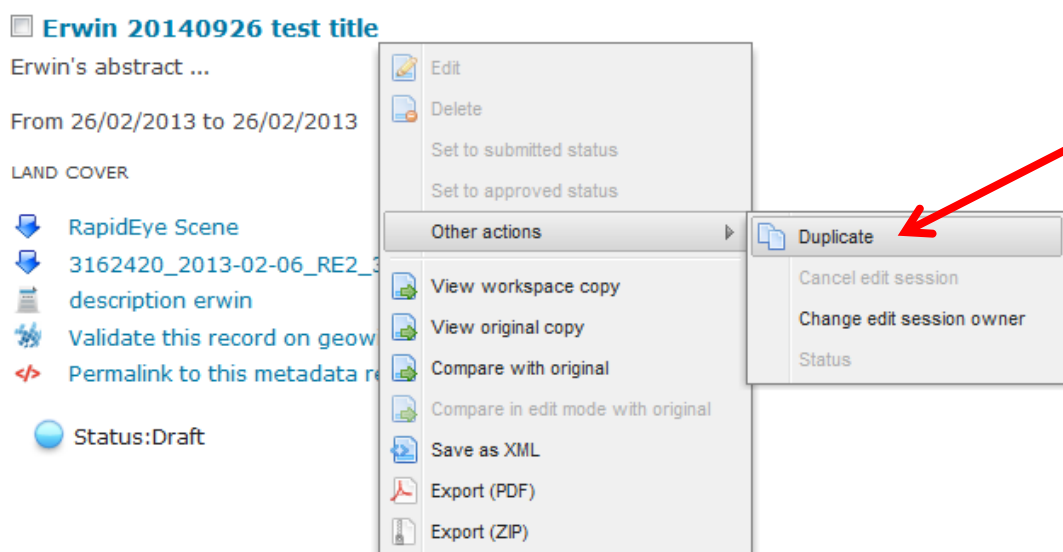 Erwin 20140926 test title
Erwin's abstract ...
From 26/02/2013 to 26/02/2013
LAND COVER
RapidEye Scene
3162420_2013-02-06_RE2_
description erwin
Validate this record on geow
Permalink to this metadata re
Status:Draft
Edit
Delete
Set to submitted status
Set to approved status
Other actions
View workspace copy
View original copy
Compare with original
Compare in edit mode with original
Save as XML
Export (PDF)
Export (ZIP)
Duplicate
Cancel edit session
Change edit session owner
Status